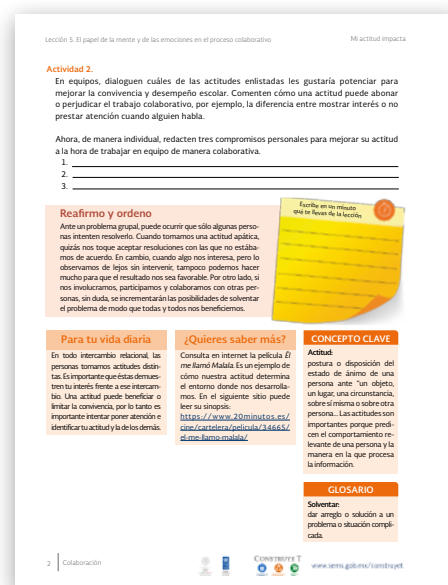 Lección 5. El papel de la mente y de las emociones en el proceso colaborativo
Mi actitud impacta
Actividad 2.
En equipos, dialoguen cuáles de las actitudes enlistadas les gustaría potenciar para
mejorar la convivencia y desempeño escolar. Comenten cómo una actitud puede abonar
o perjudicar el trabajo colaborativo, por ejemplo, la diferencia entre mostrar interés o no
prestar atención cuando alguien habla.
Ahora, de manera individual, redacten tres compromisos personales para mejorar su actitud
a la hora de trabajar en equipo de manera colaborativa.
1.
2.
3.
Reafirmo y ordeno
Ante un problema grupal, puede ocurrir que sólo algunas perso-
nas intenten resolverlo. Cuando tomamos una actitud apática,
quizás nos toque aceptar resoluciones con las que no estába-
mos de acuerdo. En cambio, cuando algo nos interesa, pero lo
observamos de lejos sin intervenir, tampoco podemos hacer
mucho para que el resultado nos sea favorable. Por otro lado, si
nos involucramos, participamos y colaboramos con otras per-
sonas, sin duda, se incrementarán las posibilidades de solventar
el problema de modo que todas y todos nos beneficiemos.
Escribe en un minuto
qué te llevas de la lección
Para tu vida diaria
En todo intercambio relacional, las
personas tomamos actitudes distin-
tas. Es importante que éstas demues-
tren tu interés frente a ese intercam-
bio. Una actitud puede beneficiar o
limitar la convivencia, por lo tanto es
importante intentar poner atención e
identificar tu actitud y la de los demás.
¿Quieres saber más?
Consulta en internet la película Él
me llamó Malala. Es un ejemplo de
cómo nuestra actitud determina
el entorno donde nos desarrolla-
mos. En el siguiente sitio puede
leer su sinopsis:
https://www.20minutos.es/
cine/cartelera/pelicula/34665/
el-me-llamo-malala/
CONCEPTO CLAVE
Actitud:
postura o disposición del
estado de ánimo de una
persona ante "un objeto,
un lugar, una circunstancia,
sobre sí misma o sobre otra
persona... Las actitudes son
importantes porque predi-
cen el comportamiento re-
levante de una persona y la
manera en la que procesa
la información.
GLOSARIO
Solventar:
dar arreglo o solución a un
problema o situación compli-
cada.
2
Colaboración
CONSTRUYE T
www.sems.gob.mx/construyet